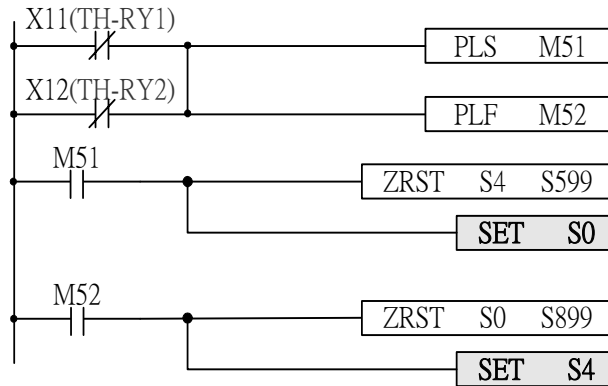 X11(TH-RY1)
PLS M51
X12(TH-RY2)
PLF M52
M51
ZRST S4 S599
SET S0
M52
ZRST S0 S899
SET S4